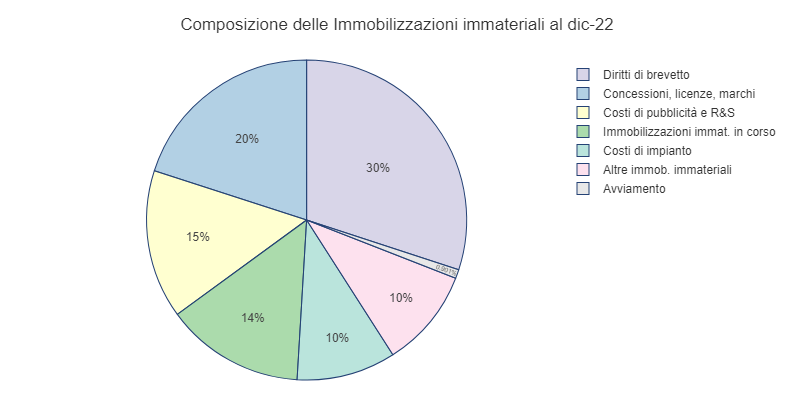 Composizione delle Immobilizzazioni immateriali al dic-22
Diritti di brevetto
Concessioni, licenze, marchi
Costi di pubblicità e R&S
Immobilizzazioni immat. in corso
Costi di impianto
Altre immob. immateriali
Avviamento
20%
30%
15%
14%
10%
10%